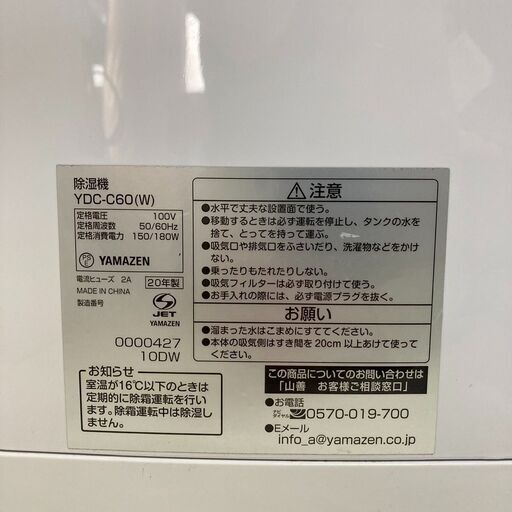 除湿機
YDC-C60(W)
定格電圧 100V
定格周波数 50/60Hz
定格消費電力 150/180W
PS E YAMAZEN
電流ヒューズ 2A 20年製
MADE IN CHINA
製造番号
S JET
YAMAZEN
0000427
10DW
お知らせ
室温が16℃以下のときは
定期的に除霜運転を行い
ます。除霜運転中は除湿し
ません。
注意
●水平で丈夫な設置面で使う。
●移動するときは必ず運転を停止し、タンクの水を
捨て、とってを持って運ぶ。
●吸気口や排気口をふさいだり、洗濯物などをかけ
ない。
●乗ったりもたれたりしない。
●吸気フィルターは必ず取り付けて使う。
●お手入れの際には、必ず電源プラグを抜く。
お願い
●溜まった水はこまめにすててください。
●本体の吸気側はすき間を20cm以上あけて使って
ください。
この商品についてのお問い合わせは
「山善 お客様ご相談窓口」
●お電話
ナビダイヤル 0570-019-700
●Eメール
info_a@yamazen.co.jp